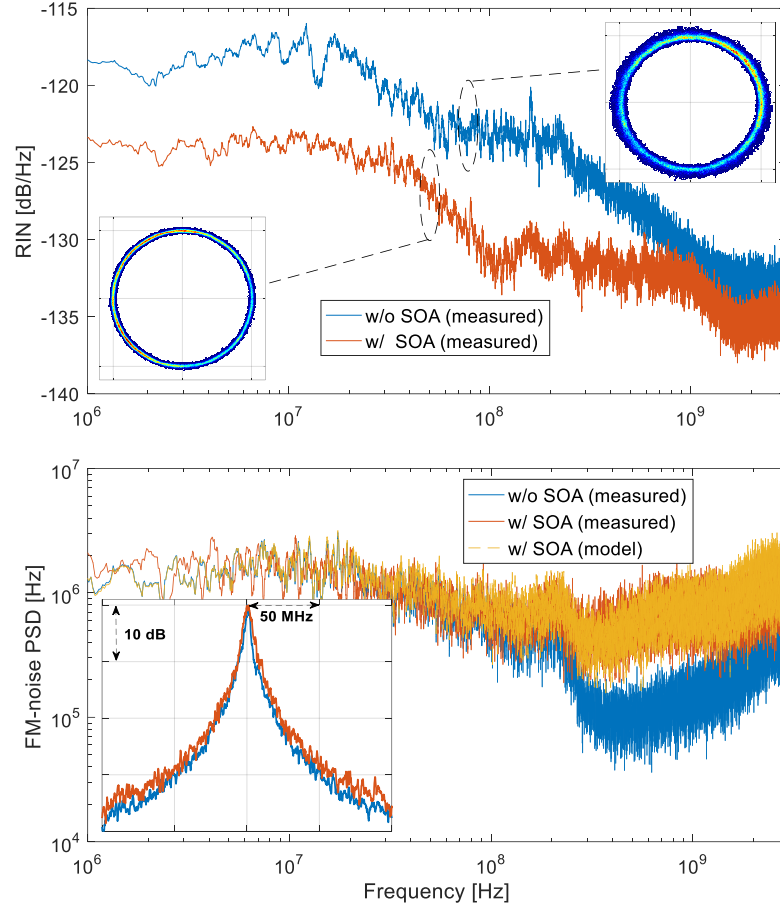 -115
-120
-125
-130
-135
-140
RIN [dB/Hz]
w/o SOA (measured)
w/ SOA (measured)
10^6
10^7
10^8
10^9
10^7
10^6
10^5
10^4
FM-noise PSD [Hz]
w/o SOA (measured)
w/ SOA (measured)
w/ SOA (model)
50 MHz
10 dB
10^6
10^7
10^8
10^9
Frequency [Hz]